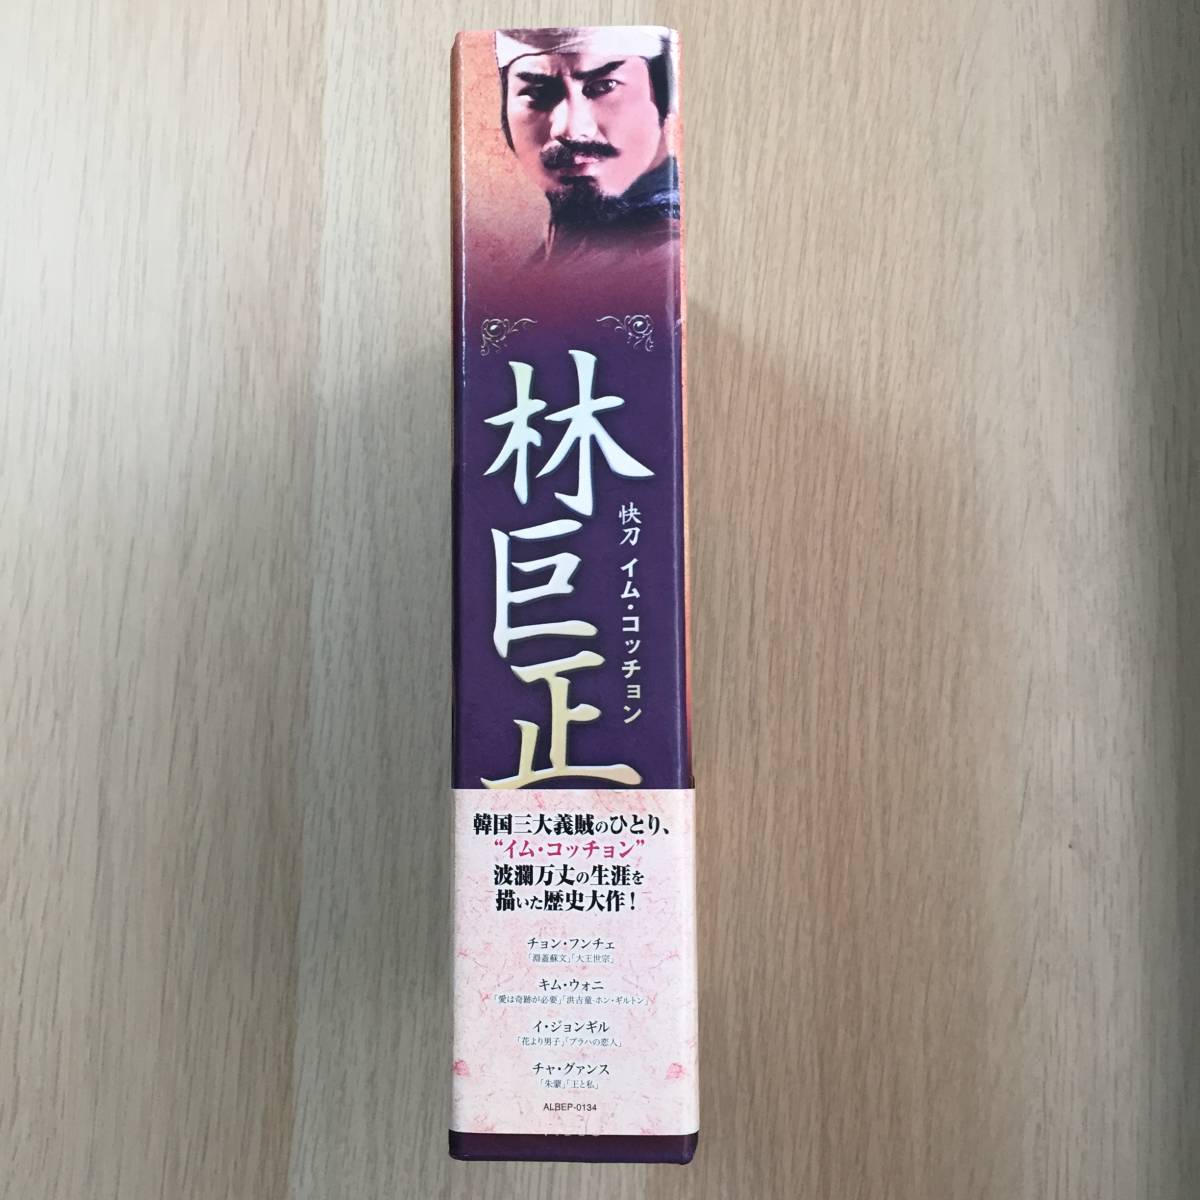 林巨正
快刀 イム・コッチョン
韓国三大義賊のひとり、
“イム・コッチョン”
波瀾万丈の生涯を
描いた歴史大作！
チョン・フンチェ
「淵蓋蘇文」「大王世宗」
キム・ウォニ
「愛は奇跡が必要」「洪吉童-ホン・ギルトン」
イ・ジョンギル
「花より男子」「プラハの恋人」
チャ・グァンス
「朱蒙」「王と私」
ALBEP-0134